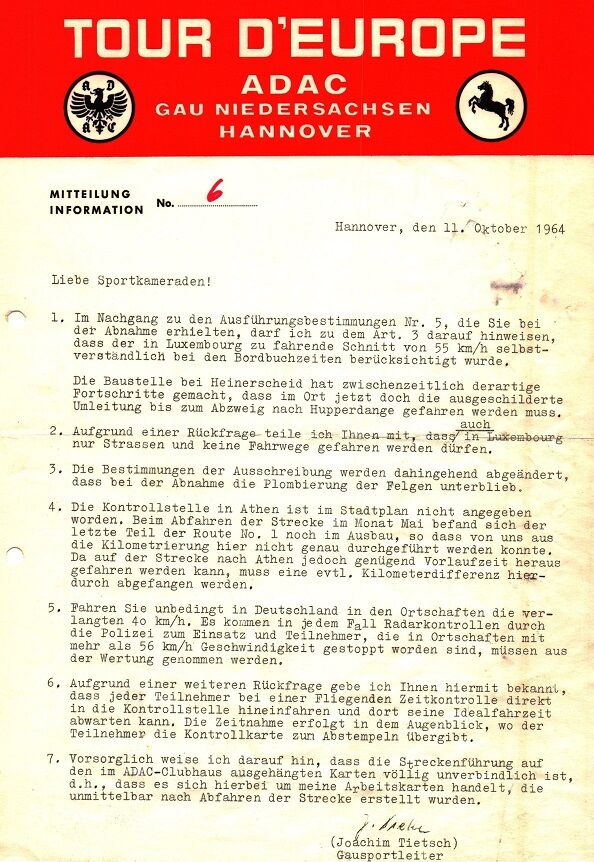 TOUR D'EUROPE
ADAC
GAU NIEDERSACHSEN
HANNOVER
A D
A C
MITTEILUNG
INFORMATION No. 6
Hannover, den 11. Oktober 1964
Liebe Sportkameraden!
1. Im Nachgang zu den Ausführungsbestimmungen Nr. 5, die Sie bei
der Abnahme erhielten, darf ich zu dem Art. 3 darauf hinweisen,
dass der in Luxembourg zu fahrende Schnitt von 55 km/h selbst-
verständlich bei den Bordbuchzeiten berücksichtigt wurde.
Die Baustelle bei Heinerscheid hat zwischenzeitlich derartige
Fortschritte gemacht, dass im Ort jetzt doch die ausgeschilderte
Umleitung bis zum Abzweig nach Hupperdange gefahren werden muss.
auch
2. Aufgrund einer Rückfrage teile ich Ihnen mit, dass/in Luxembourg
nur Strassen und keine Fahrwege gefahren werden dürfen.
3. Die Bestimmungen der Ausschreibung werden dahingehend abgeändert,
dass bei der Abnahme die Plombierung der Felgen unterblieb.
4. Die Kontrollstelle in Athen ist im Stadtplan nicht angegeben
worden. Beim Abfahren der Strecke im Monat Mai befand sich der
letzte Teil der Route No. 1 noch im Ausbau, so dass von uns aus
die Kilometrierung hier nicht genau durchgeführt werden konnte.
Da auf der Strecke nach Athen jedoch genügend Vorlaufzeit heraus
gefahren werden kann, muss eine evtl. Kilometerdifferenz hier-
durch abgefangen werden.
5. Fahren Sie unbedingt in Deutschland in den Ortschaften die ver-
langten 40 km/h. Es kommen in jedem Fall Radarkontrollen durch
die Polizei zum Einsatz und Teilnehmer, die in Ortschaften mit
mehr als 56 km/h Geschwindigkeit gestoppt worden sind, müssen aus
der Wertung genommen werden.
6. Aufgrund einer weiteren Rückfrage gebe ich Ihnen hiermit bekannt,
dass jeder Teilnehmer bei einer Fliegenden Zeitkontrolle direkt
in die Kontrollstelle hineinfahren und dort seine Idealfahrzeit
abwarten kann. Die Zeitnahme erfolgt in dem Augenblick, wo der
Teilnehmer die Kontrollkarte zum Abstempeln übergibt.
7. Vorsorglich weise ich darauf hin, dass die Streckenführung auf
den im ADAC-Clubhaus ausgehängten Karten völlig unverbindlich ist,
d.h., dass es sich hierbei um meine Arbeitskarten handelt, die
unmittelbar nach Abfahren der Strecke erstellt wurden.
(Joachim Tietsch)
Gausportleiter